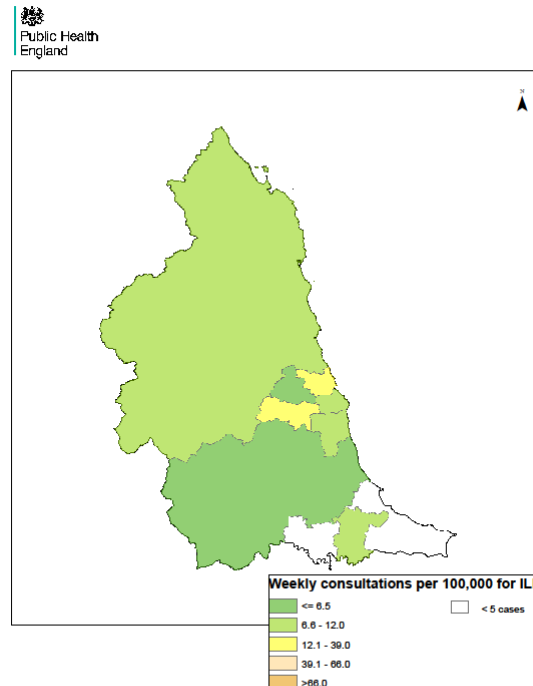 Public Health
England
N
Weekly consultations per 100,000 for ILI
<= 6.5
< 5 cases
6.6 - 12.0
12.1 - 39.0
39.1 - 66.0
>66.0